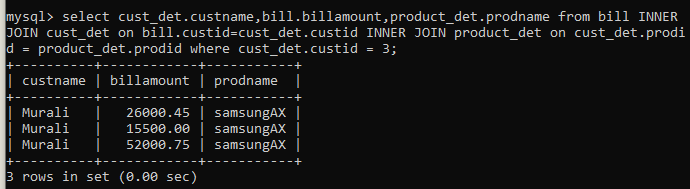 mysql> select cust_det.custname,bill.billamount,product_det.prodname from bill INNER
JOIN cust_det on bill.custid=cust_det.custid INNER JOIN product_det on cust_det.prodi
d = product_det.prodid where cust_det.custid = 3;
+----------+------------+-----------+
| custname | billamount | prodname  |
+----------+------------+-----------+
| Murali   |   26000.45 | samsungAX |
| Murali   |   15500.00 | samsungAX |
| Murali   |   52000.75 | samsungAX |
+----------+------------+-----------+
3 rows in set (0.00 sec)